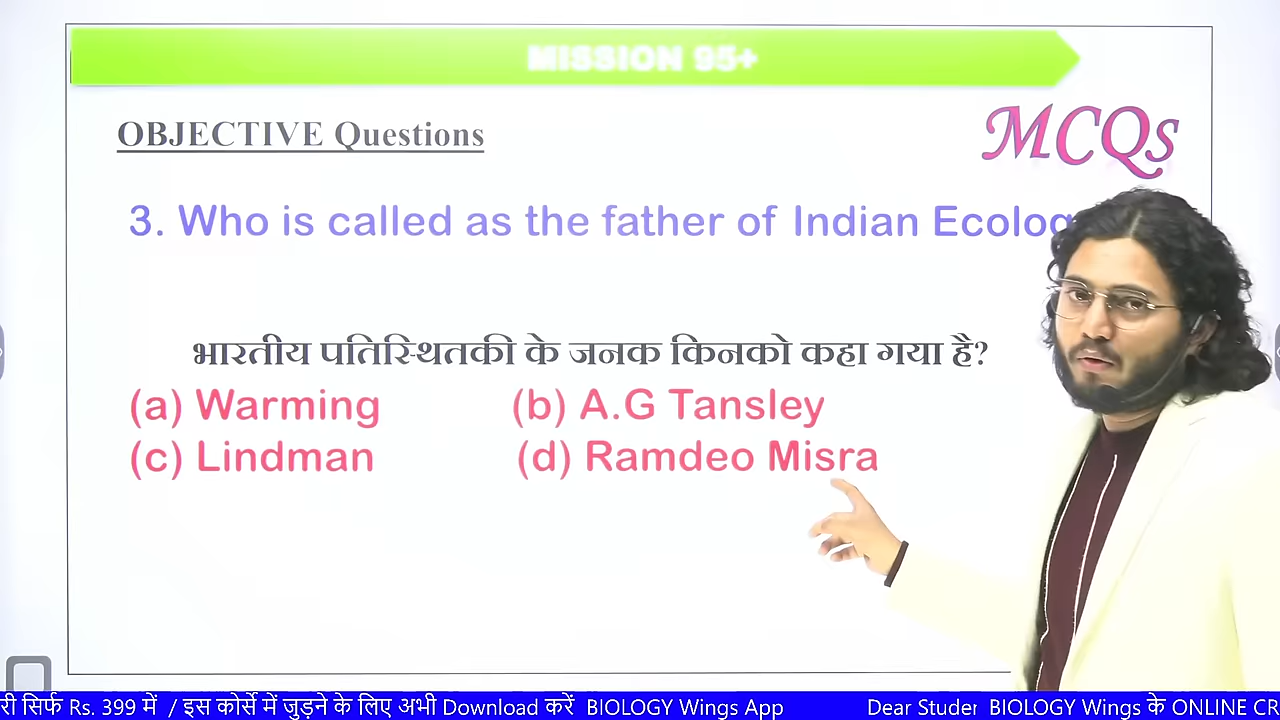 MISSION 95+
OBJECTIVE Questions
MCQs
3. Who is called as the father of Indian Ecolog
भारतीय पतिस्थितकी के जनक किनको कहा गया है?
(a) Warming (b) A.G Tansley
(c) Lindman (d) Ramdeo Misra
री सिर्फ Rs. 399 में / इस कोर्से में जुड़ने के लिए अभी Download करें BIOLOGY Wings App Dear Studer BIOLOGY Wings के ONLINE CR